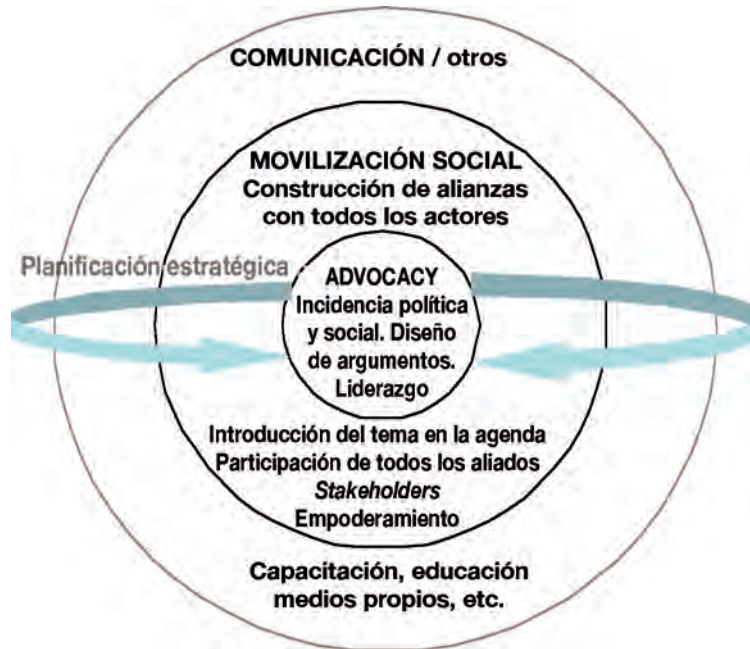 COMUNICACIÓN / otros
MOVILIZACIÓN SOCIAL
Construcción de alianzas
con todos los actores
Planificación estratégica
ADVOCACY
Incidencia política
y social. Diseño
de argumentos.
Liderazgo
Introducción del tema en la agenda
Participación de todos los aliados
Stakeholders
Empoderamiento
Capacitación, educación
medios propios, etc.